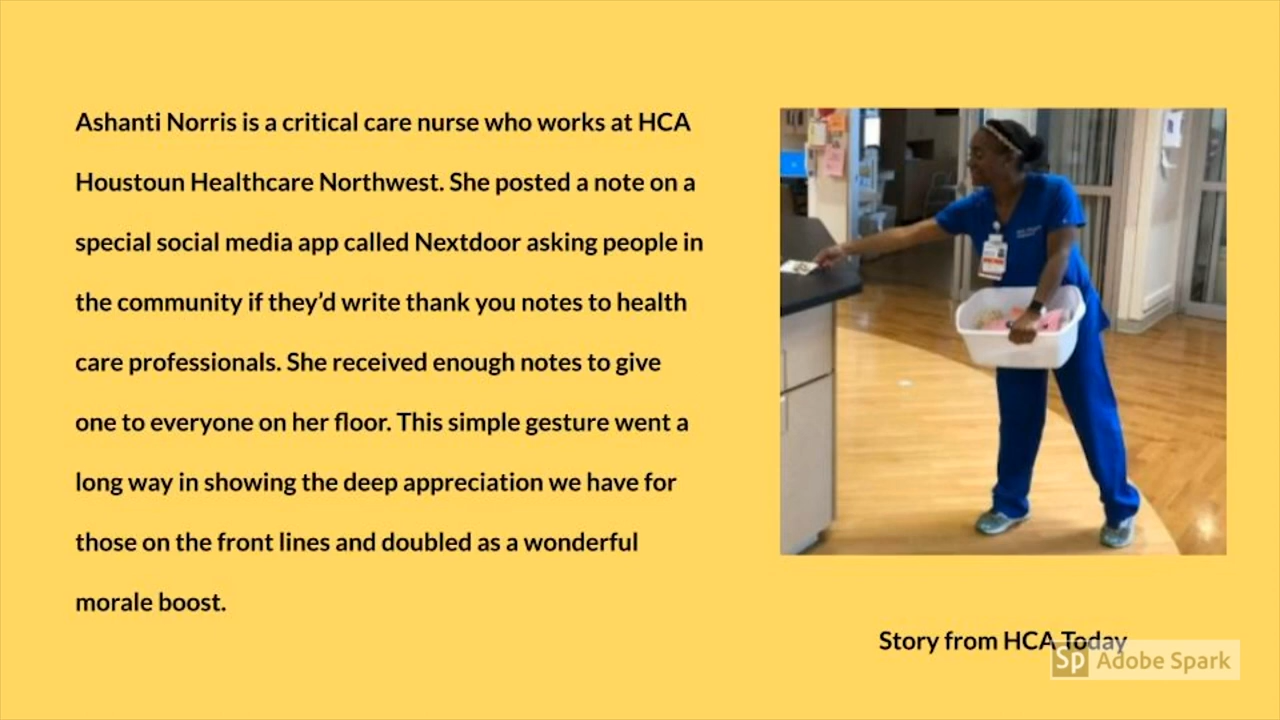 Ashanti Norris is a critical care nurse who works at HCA
Houstoun Healthcare Northwest. She posted a note on a
special social media app called Nextdoor asking people in
the community if they’d write thank you notes to health
care professionals. She received enough notes to give
one to everyone on her floor. This simple gesture went a
long way in showing the deep appreciation we have for
those on the front lines and doubled as a wonderful
morale boost.
Story from HCA Today
Sp Adobe Spark